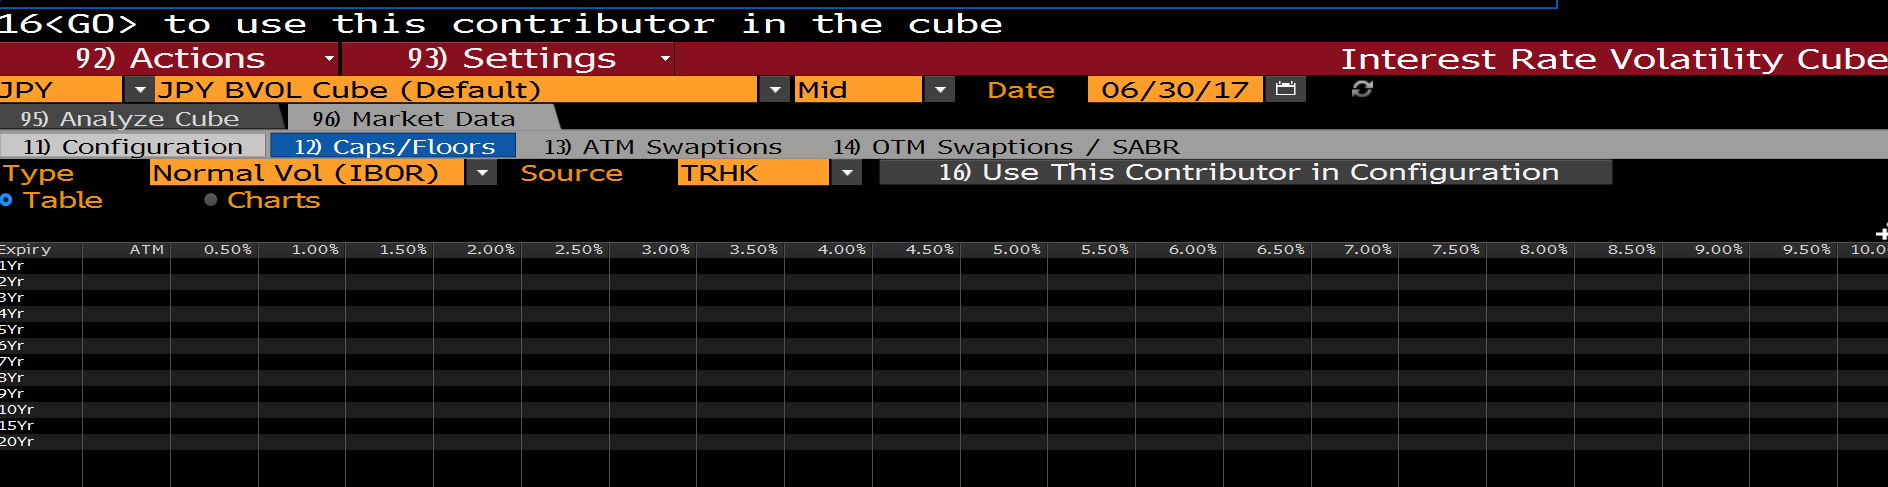 16<GO> to use this contributor in the cube
92) Actions 93) Settings Interest Rate Volatility Cube
JPY JPY BVOL Cube (Default) Mid Date 06/30/17
95) Analyze Cube 96) Market Data
11) Configuration 12) Caps/Floors 13) ATM Swaptions 14) OTM Swaptions / SABR
Type Normal Vol (IBOR) Source TRHK 16) Use This Contributor in Configuration
Table Charts
Expiry ATM 0.50% 1.00% 1.50% 2.00% 2.50% 3.00% 3.50% 4.00% 4.50% 5.00% 5.50% 6.00% 6.50% 7.00% 7.50% 8.00% 8.50% 9.00% 9.50% 10.0
1Yr
2Yr
3Yr
4Yr
5Yr
6Yr
7Yr
8Yr
9Yr
10Yr
15Yr
20Yr